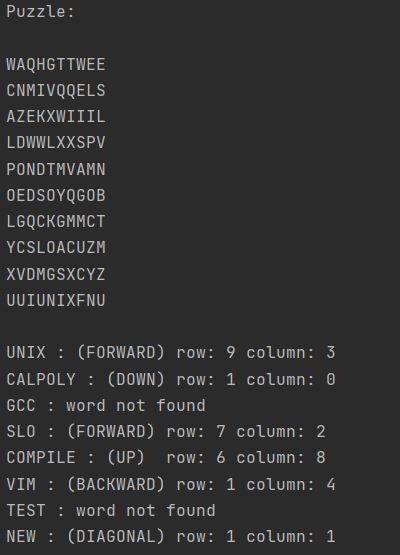 Puzzle:
WAQHGTTWEE
CNMIVQQELS
AZEKXWIIIL
LDWWLXXSPV
PONDTMVAMN
OEDSOYQGOB
LGQCKGMMCT
YCSLOACUZM
XVDMGSXCYZ
UUIUNIXFNU
UNIX : (FORWARD) row: 9 column: 3
CALPOLY : (DOWN) row: 1 column: 0
GCC : word not found
SLO : (FORWARD) row: 7 column: 2
COMPILE : (UP)  row: 6 column: 8
VIM : (BACKWARD) row: 1 column: 4
TEST : word not found
NEW : (DIAGONAL) row: 1 column: 1